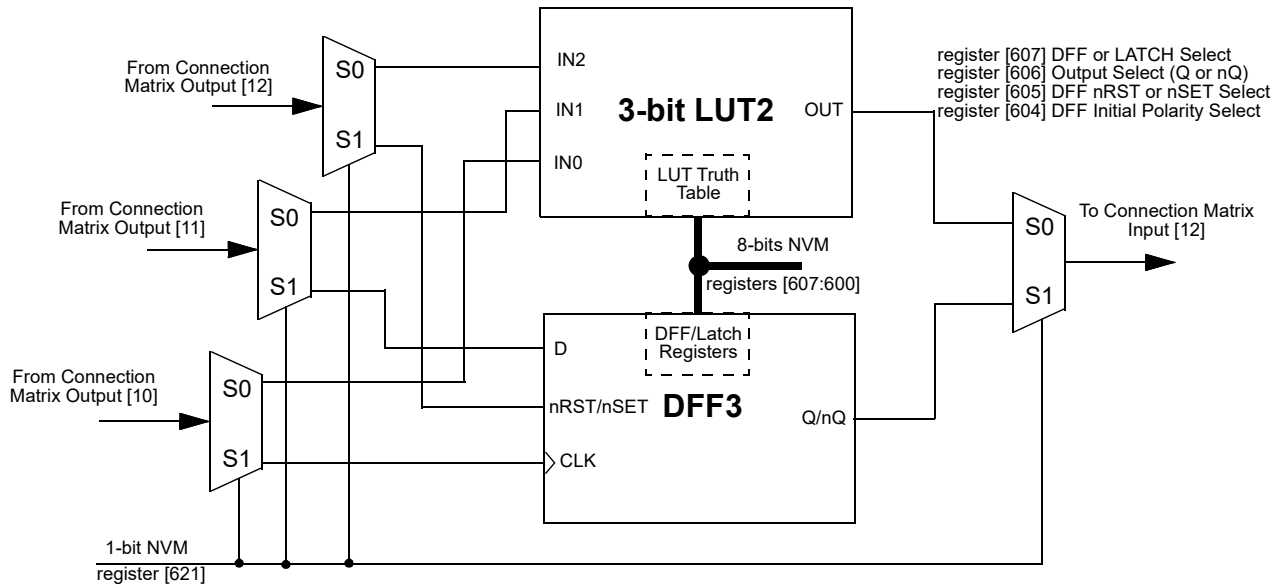 From Connection
Matrix Output [12]
S0
S1
IN2
IN1
IN0
3-bit LUT2
OUT
LUT Truth
Table
register [607] DFF or LATCH Select
register [606] Output Select (Q or nQ)
register [605] DFF nRST or nSET Select
register [604] DFF Initial Polarity Select
From Connection
Matrix Output [11]
S0
S1
8-bits NVM
registers [607:600]
S0
S1
To Connection Matrix
Input [12]
From Connection
Matrix Output [10]
S0
S1
DFF/Latch
Registers
D
nRST/nSET
CLK
DFF3
Q/nQ
1-bit NVM
register [621]